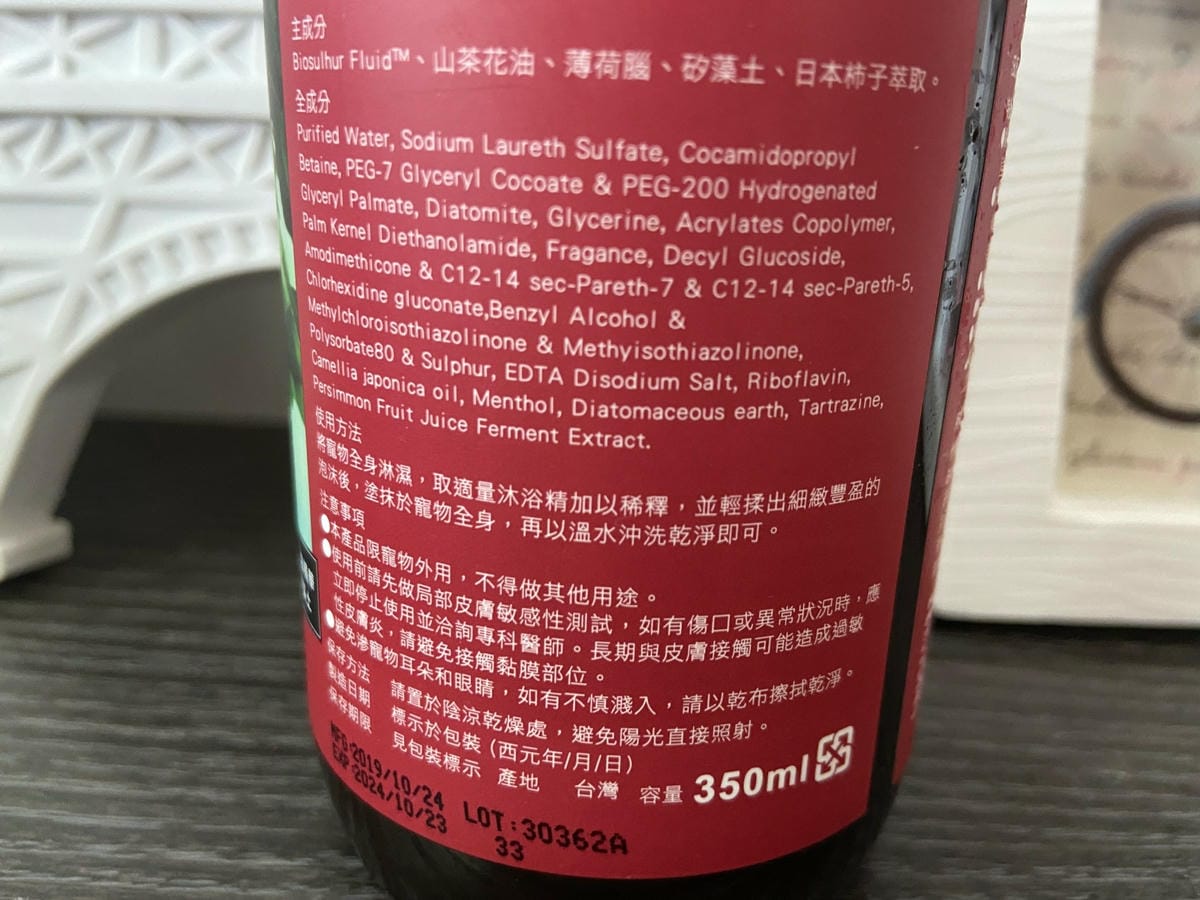 主成分
Biosulhur Fluid™、山茶花油、薄荷腦、矽藻土、日本柿子萃取。
全成分
Purified Water, Sodium Laureth Sulfate, Cocamidopropyl
Betaine, PEG-7 Glyceryl Cocoate & PEG-200 Hydrogenated
Glyceryl Palmate, Diatomite, Glycerine, Acrylates Copolymer,
Palm Kernel Diethanolamide, Fragance, Decyl Glucoside,
Amodimethicone & C12-14 sec-Pareth-7 & C12-14 sec-Pareth-5,
Chlorhexidine gluconate,Benzyl Alcohol &
Methylchloroisothiazolinone & Methyisothiazolinone,
Polysorbate80 & Sulphur, EDTA Disodium Salt, Riboflavin,
Camellia japonica oil, Menthol, Diatomaceous earth, Tartrazine,
Persimmon Fruit Juice Ferment Extract.
使用方法
將寵物全身淋濕，取適量沐浴精加以稀釋，並輕揉出細緻豐盈的
泡沫後，塗抹於寵物全身，再以溫水沖洗乾淨即可。
注意事項
●本產品限寵物外用，不得做其他用途。
●使用前請先做局部皮膚敏感性測試，如有傷口或異常狀況時，應
立即停止使用並洽詢專科醫師。長期與皮膚接觸可能造成過敏
性皮膚炎，請避免接觸黏膜部位。
●避免滲寵物耳朵和眼睛，如有不慎濺入，請以乾布擦拭乾淨。
保存方法 請置於陰涼乾燥處，避免陽光直接照射。
製造日期 標示於包裝 (西元年/月/日)
保存期限 見包裝標示 產地 台灣 容量 350ml
MFG:2019/10/24
EXP:2024/10/23 LOT:30362A
33